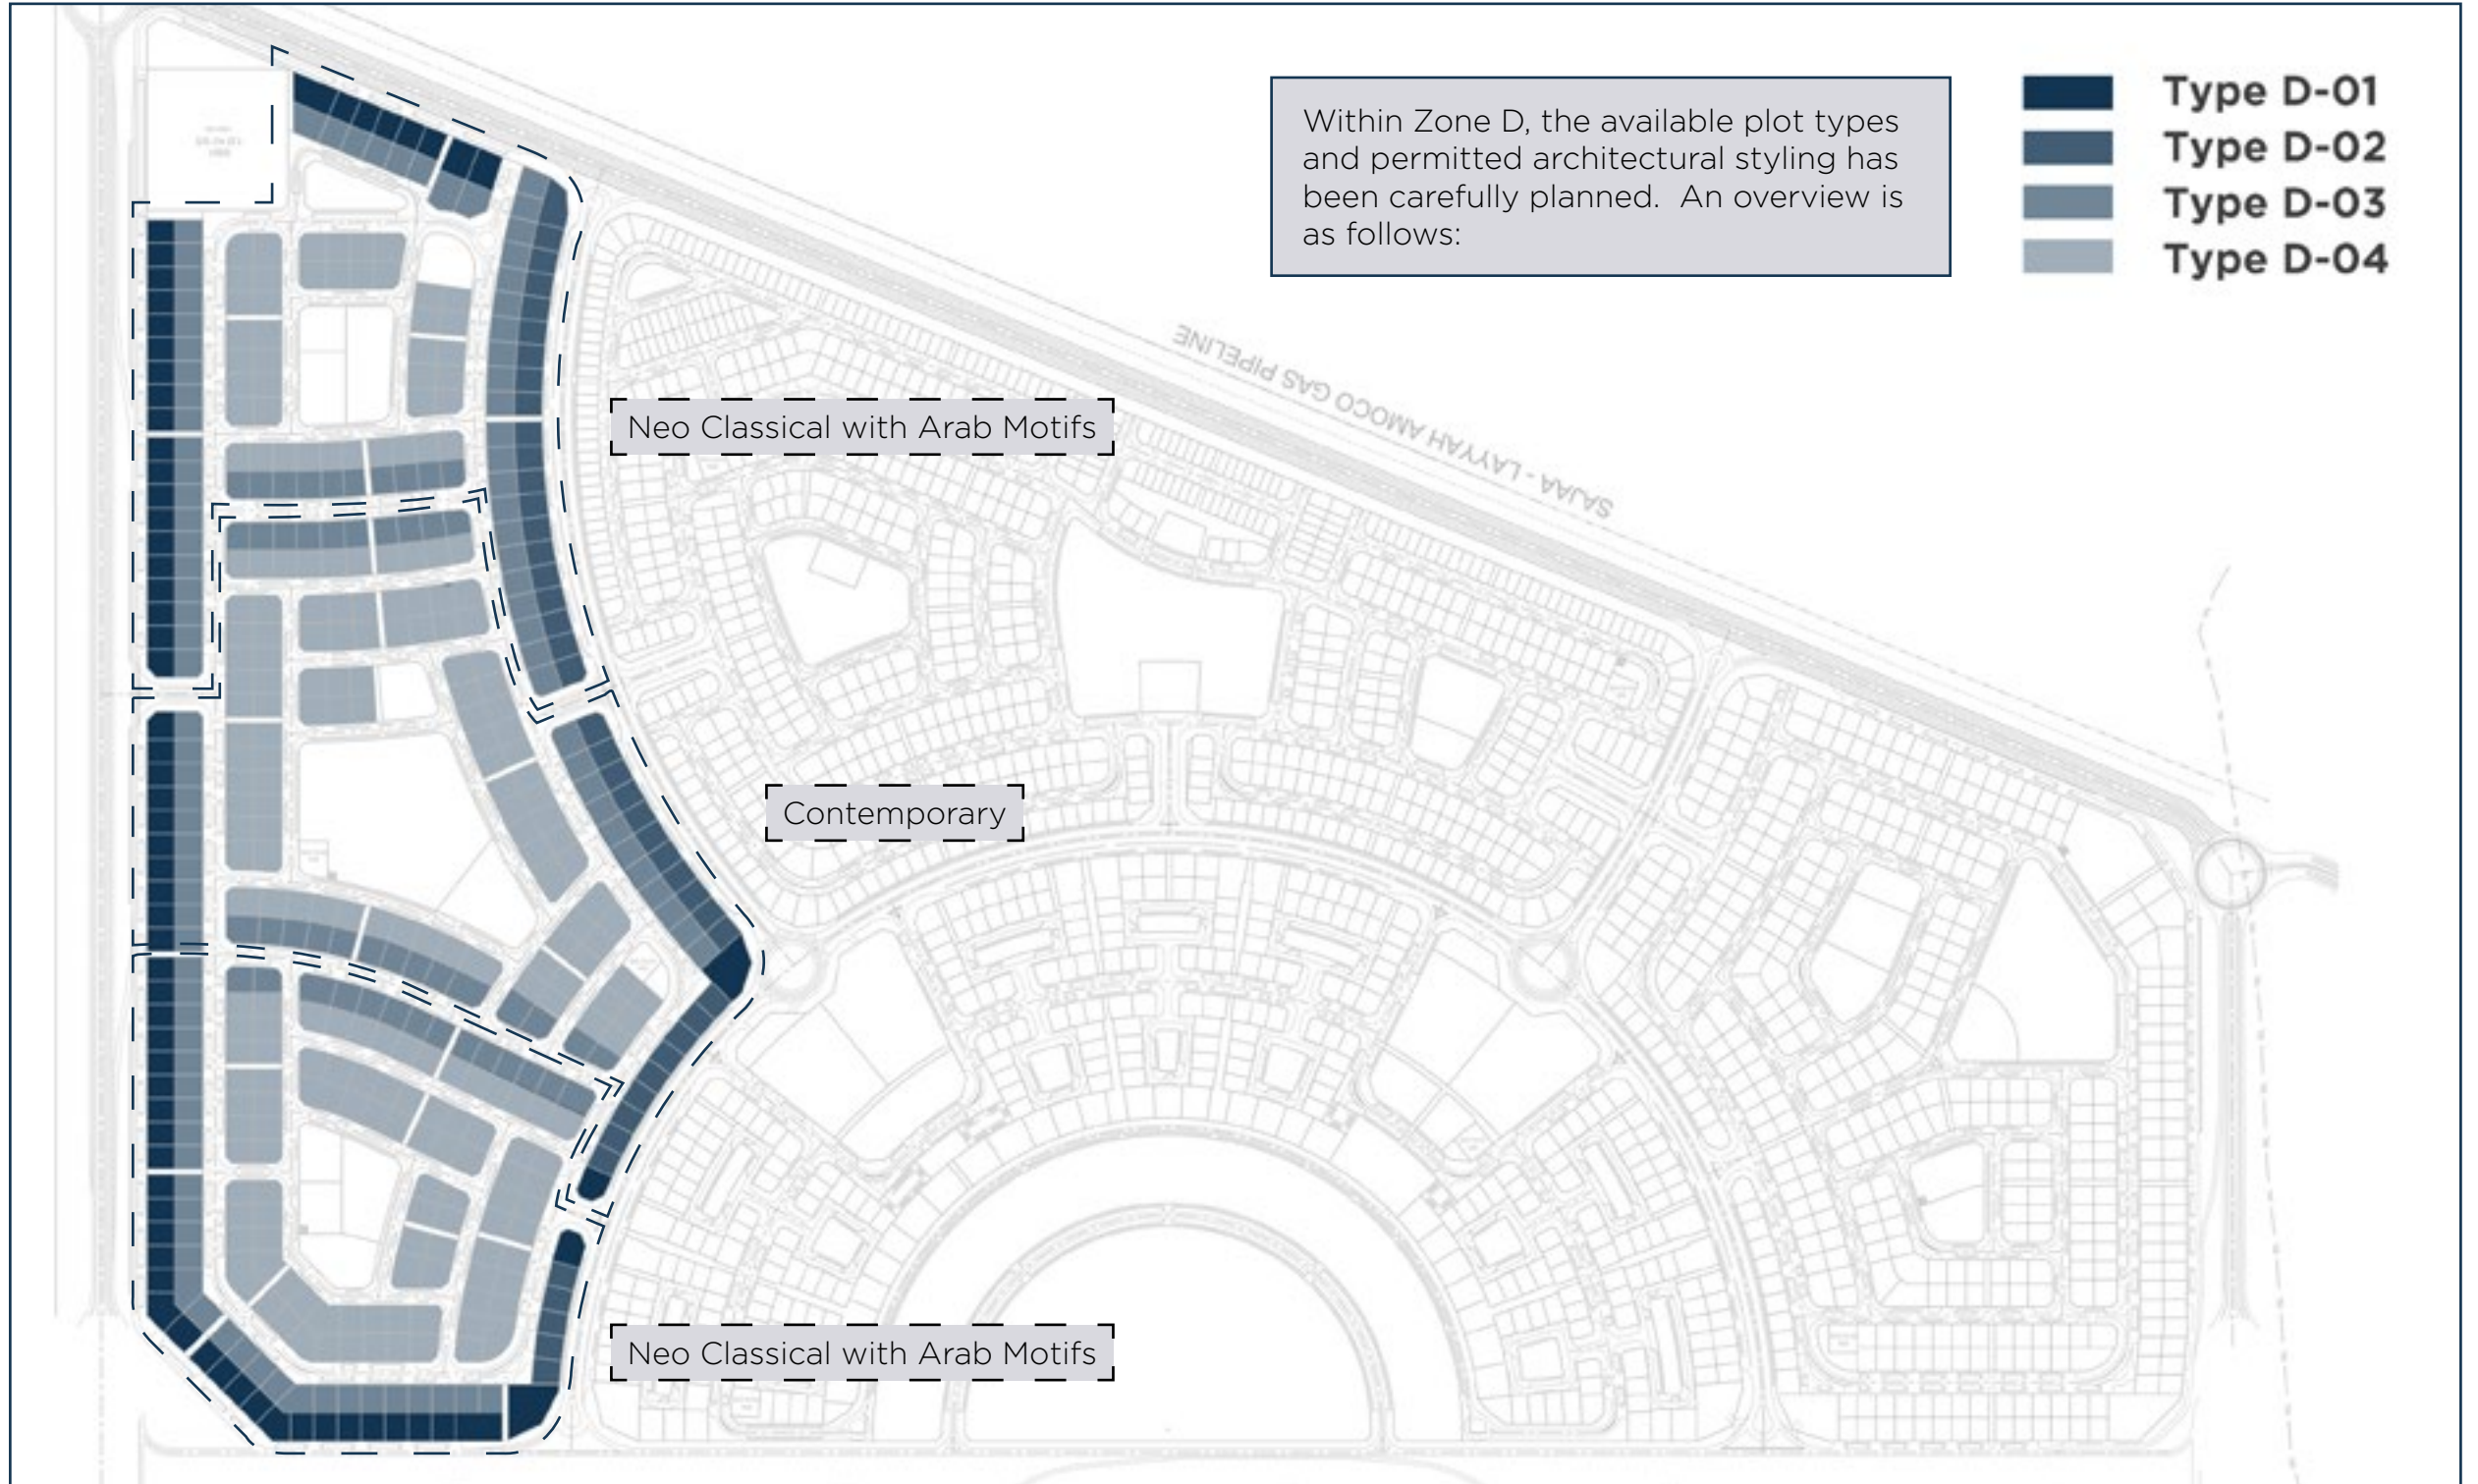 Within Zone D, the available plot types
and permitted architectural styling has
been carefully planned. An overview is
as follows:
Type D-01
Type D-02
Type D-03
Type D-04
SAJAA - LAYYAH AMOCO GAS PIPELINE
Neo Classical with Arab Motifs
Contemporary
Neo Classical with Arab Motifs